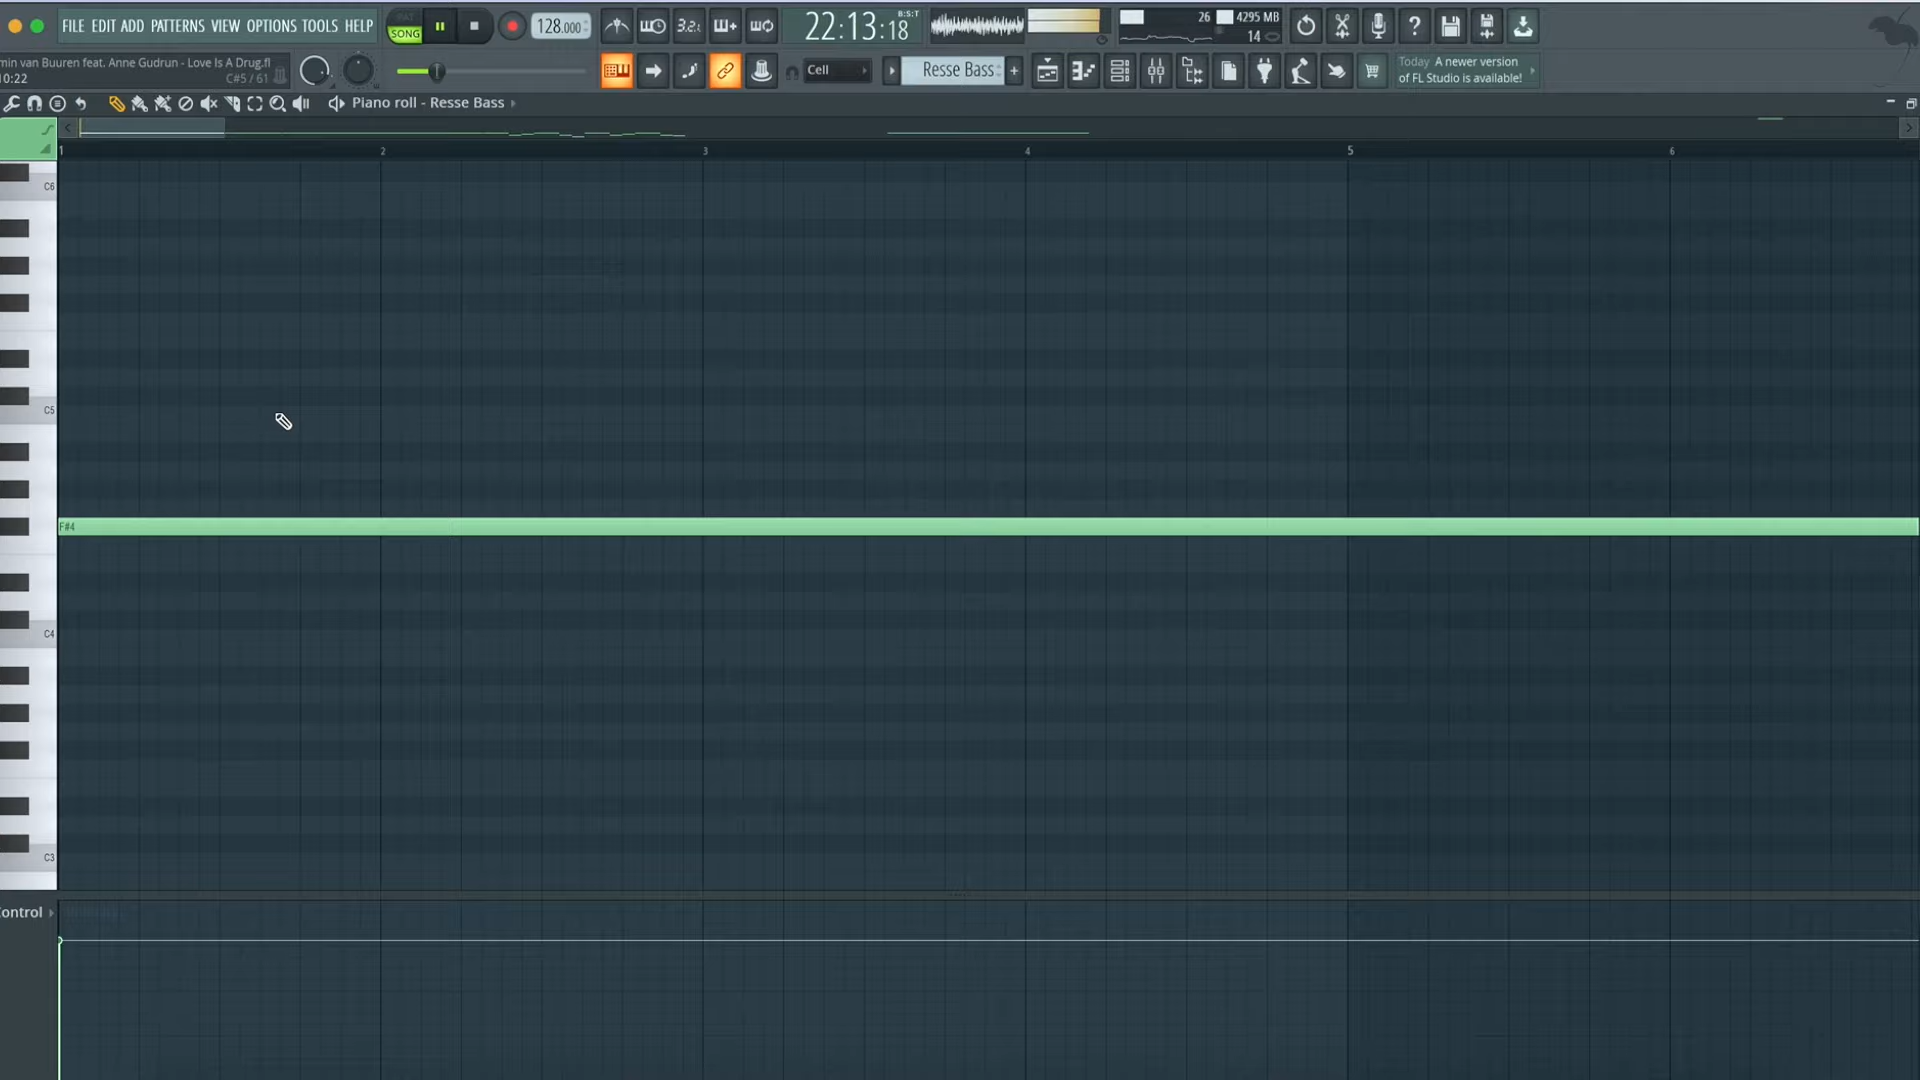 FILE EDIT ADD PATTERNS VIEW OPTIONS TOOLS HELP
SONG
128.000
3.2
22:13:18
B:S:T
26
4295 MB
14
min van Buuren feat. Anne Gudrun - Love Is A Drug.fl
10:22
C#5 / 61
Cell
Resse Bass
Today A newer version
of FL Studio is available!
Piano roll - Resse Bass
1 2 3 4 5 6
C6
C5
F#4
C4
C3
Control